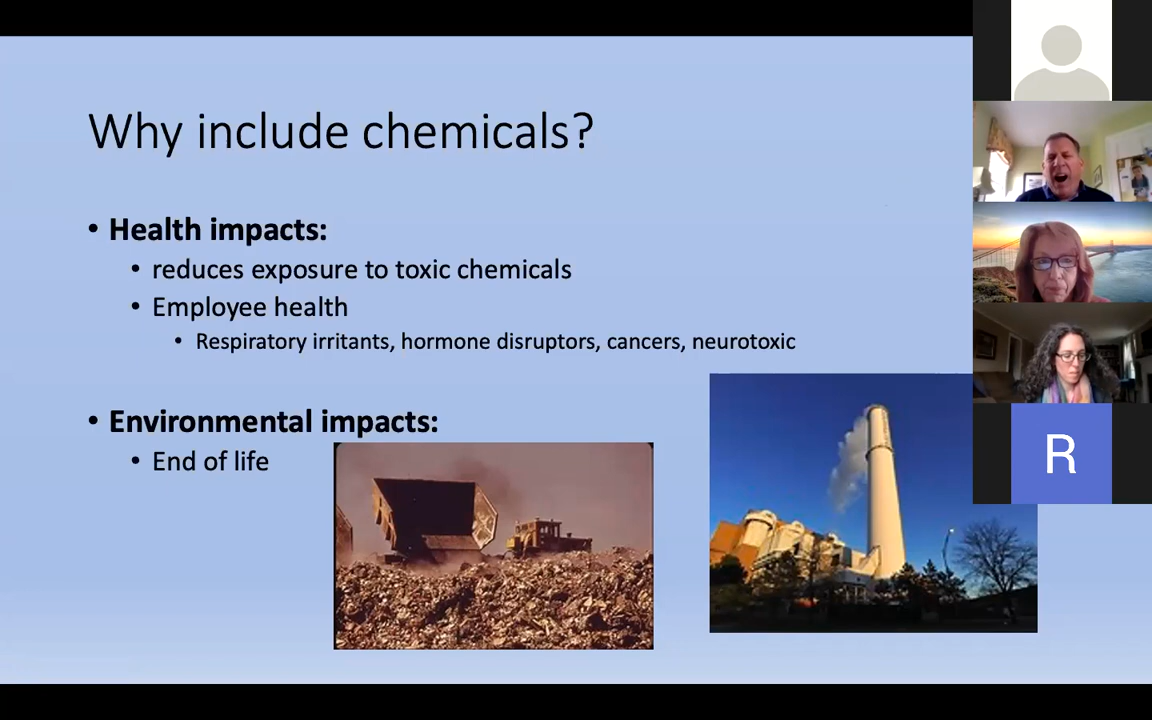 Why include chemicals?
• Health impacts:
• reduces exposure to toxic chemicals
• Employee health
• Respiratory irritants, hormone disruptors, cancers, neurotoxic
• Environmental impacts:
• End of life
R